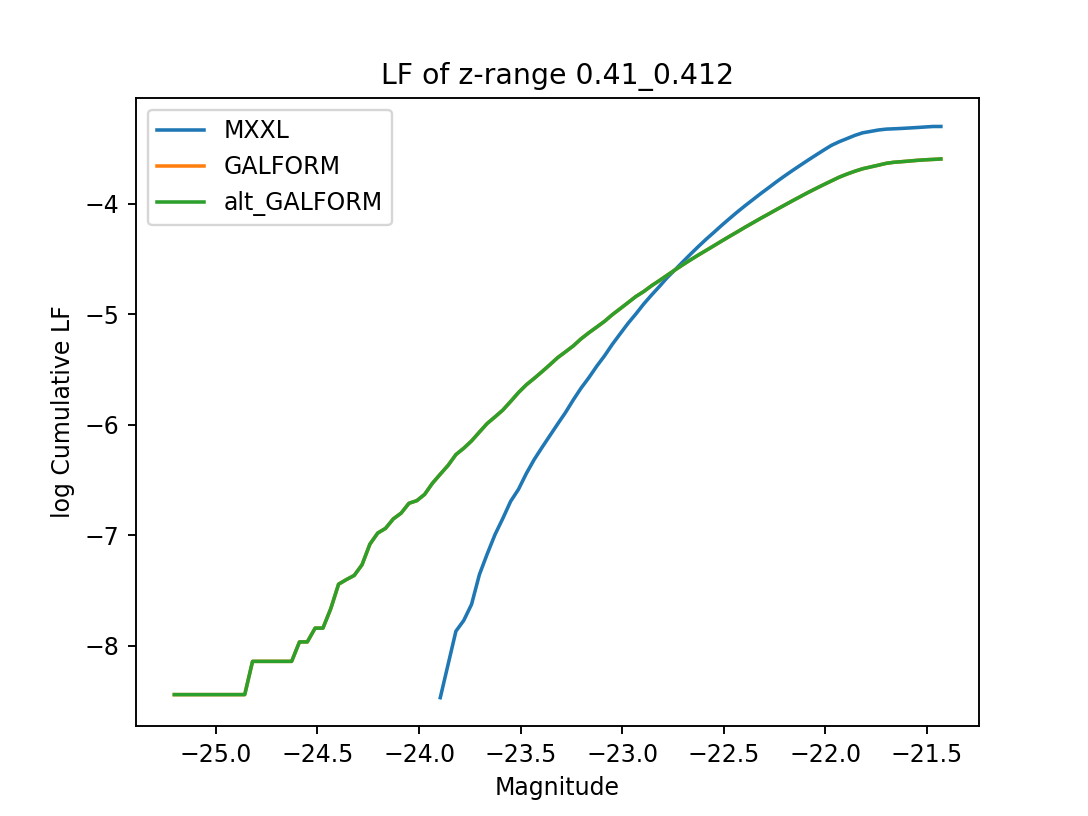 LF of z-range 0.41_0.412
MXXL
GALFORM
alt_GALFORM
log Cumulative LF
−4
−5
−6
−7
−8
−25.0 −24.5 −24.0 −23.5 −23.0 −22.5 −22.0 −21.5
Magnitude